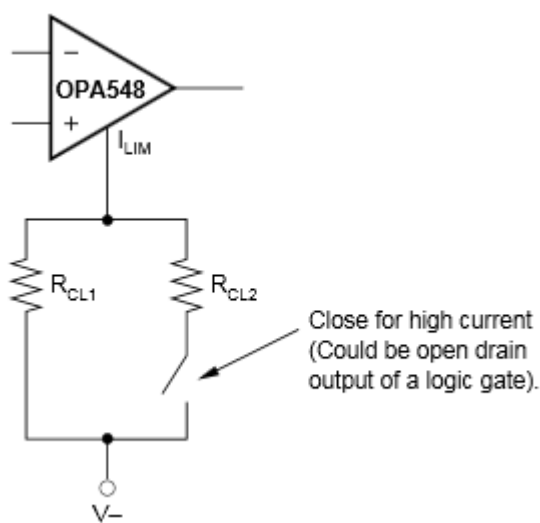 −
OPA548
+
I_LIM
R_CL1
R_CL2
Close for high current
(Could be open drain
output of a logic gate).
V−